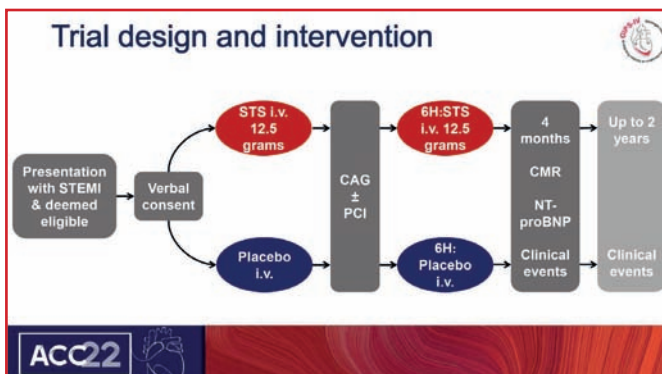 Trial design and intervention
GIPS-IV
Presentation
with STEMI
& deemed
eligible
Verbal
consent
STS i.v.
12.5
grams
Placebo
i.v.
CAG
±
PCI
6H:STS
i.v. 12.5
grams
6H:
Placebo
i.v.
4
months
CMR
NT-
proBNP
Clinical
events
Up to 2
years
Clinical
events
ACC22